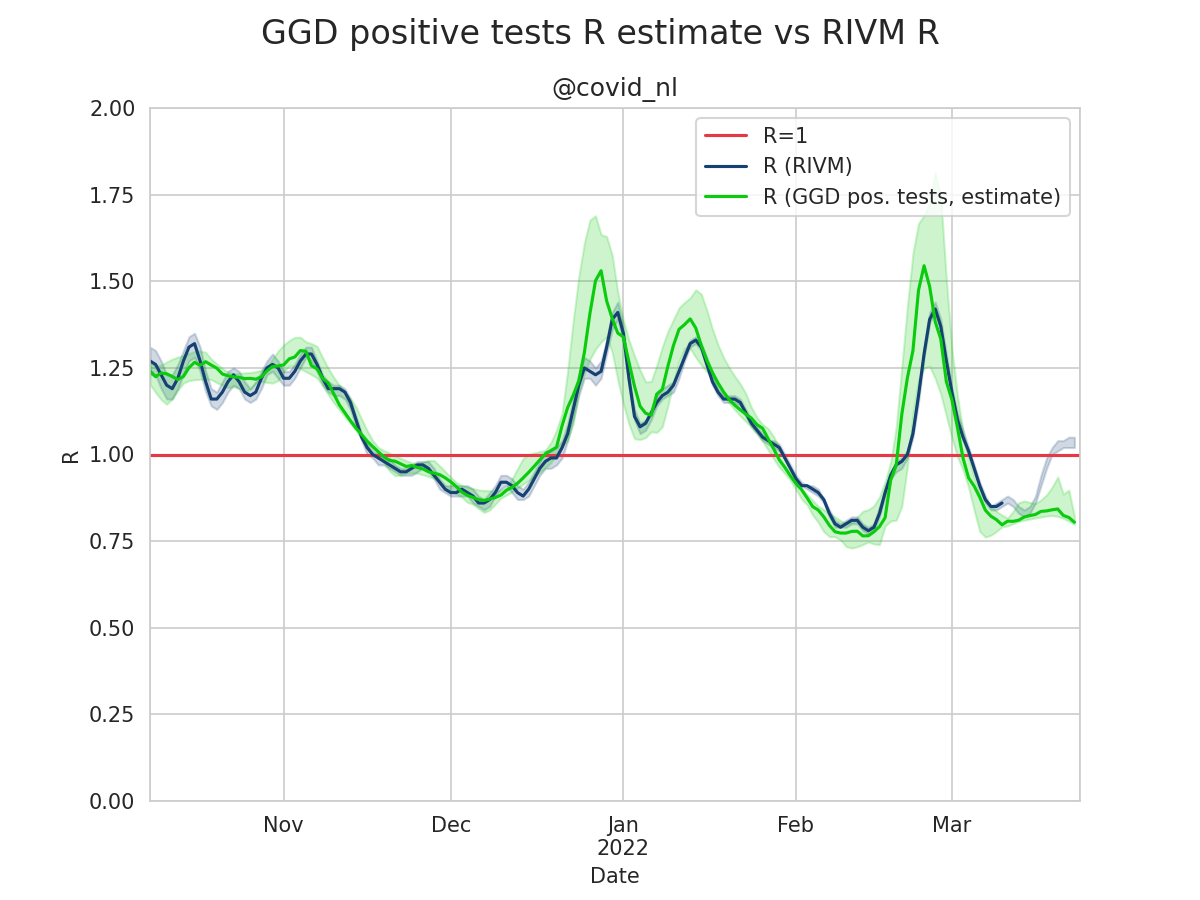 GGD positive tests R estimate vs RIVM R
@covid_nl
2.00
1.75
1.50
1.25
1.00
0.75
0.50
0.25
0.00
R
R=1
R (RIVM)
R (GGD pos. tests, estimate)
Nov
Dec
Jan
2022
Feb
Mar
Date